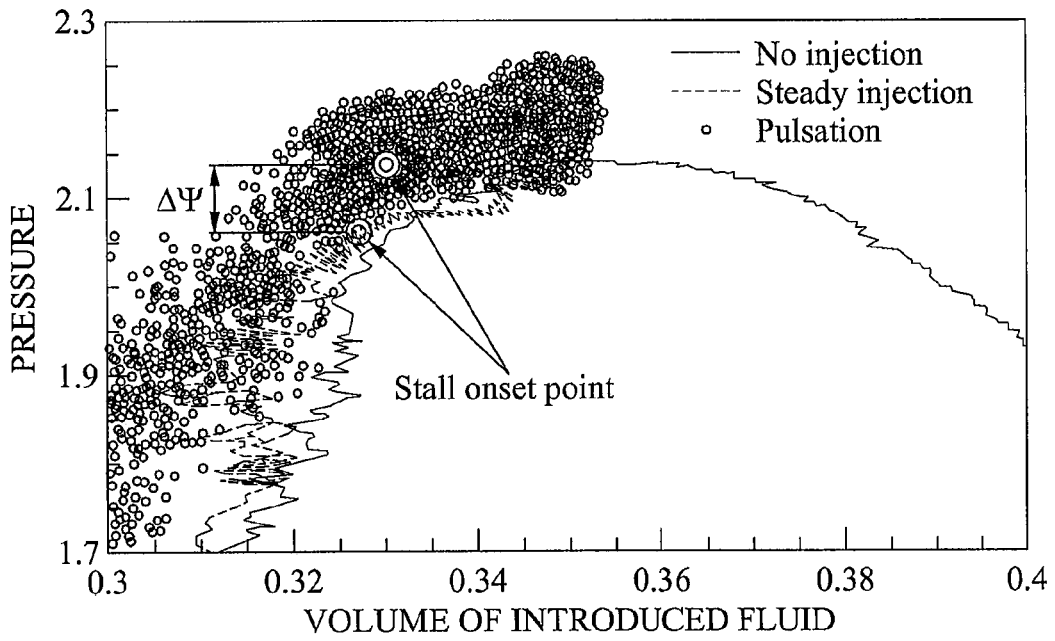 2.3
No injection
Steady injection
Pulsation
ΔΨ
2.1
PRESSURE
1.9
Stall onset point
1.7
0.3 0.32 0.34 0.36 0.38 0.4
VOLUME OF INTRODUCED FLUID